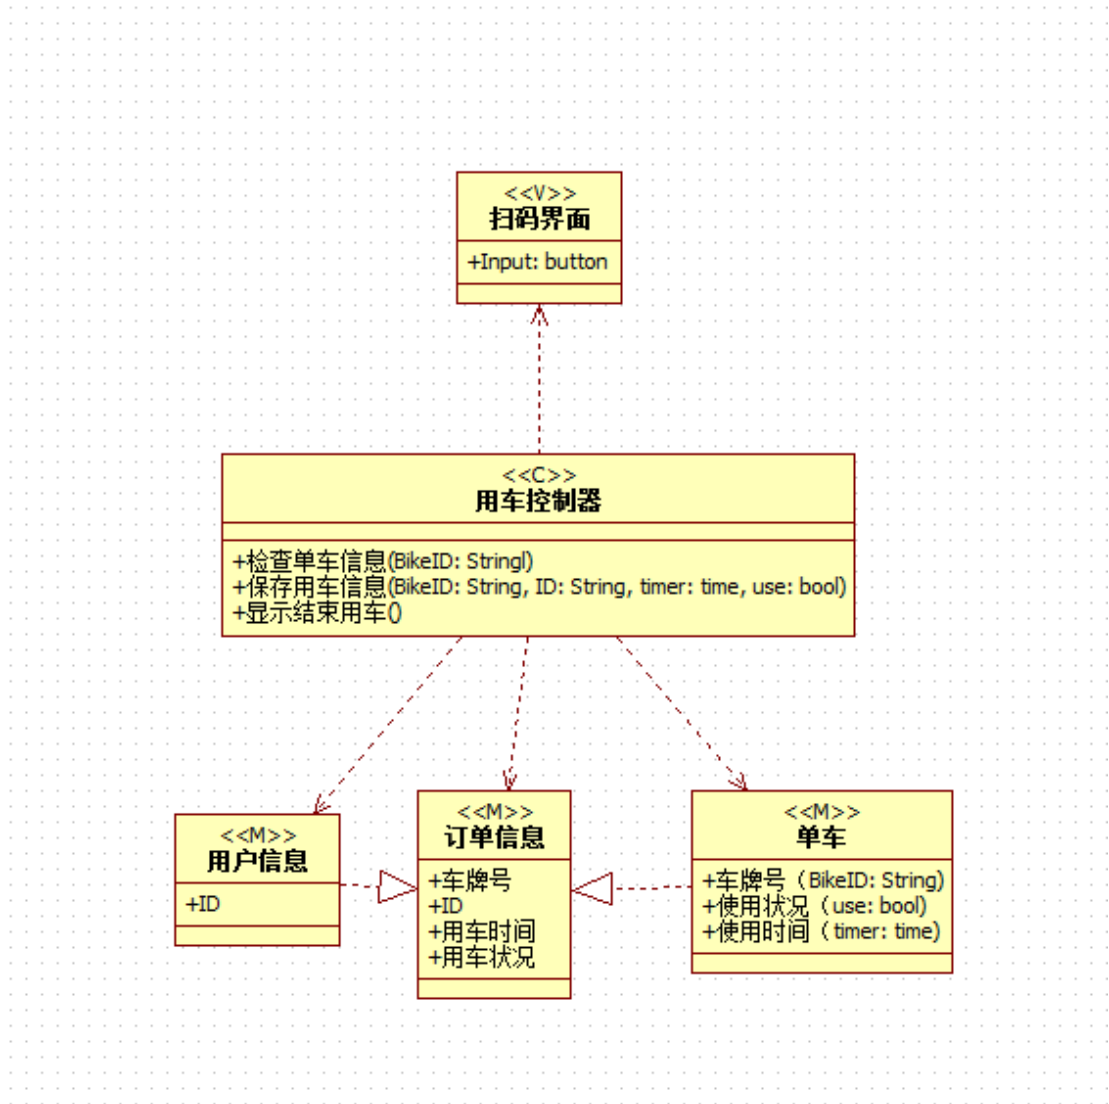 <<V>>
扫码界面
+Input: button
<<C>>
用车控制器
+检查单车信息(BikeID: Stringl)
+保存用车信息(BikeID: String, ID: String, timer: time, use: bool)
+显示结束用车()
<<M>>
用户信息
+ID
<<M>>
订单信息
+车牌号
+ID
+用车时间
+用车状况
<<M>>
单车
+车牌号（BikeID: String)
+使用状况（use: bool)
+使用时间（timer: time)